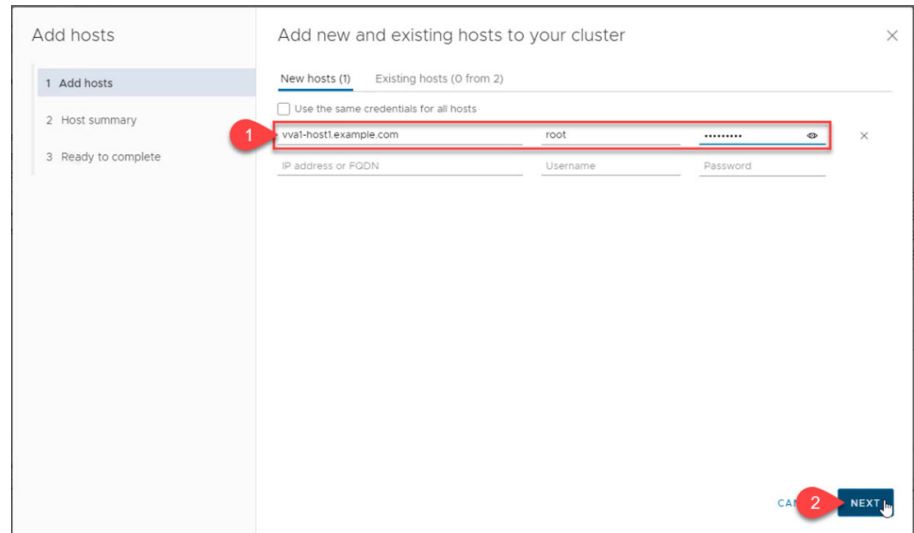 Add hosts
1 Add hosts
2 Host summary
3 Ready to complete
Add new and existing hosts to your cluster
New hosts (1) Existing hosts (0 from 2)
Use the same credentials for all hosts
1
vva1-host1.example.com root •••••••••
IP address or FQDN Username Password
CAN 2 NEXT